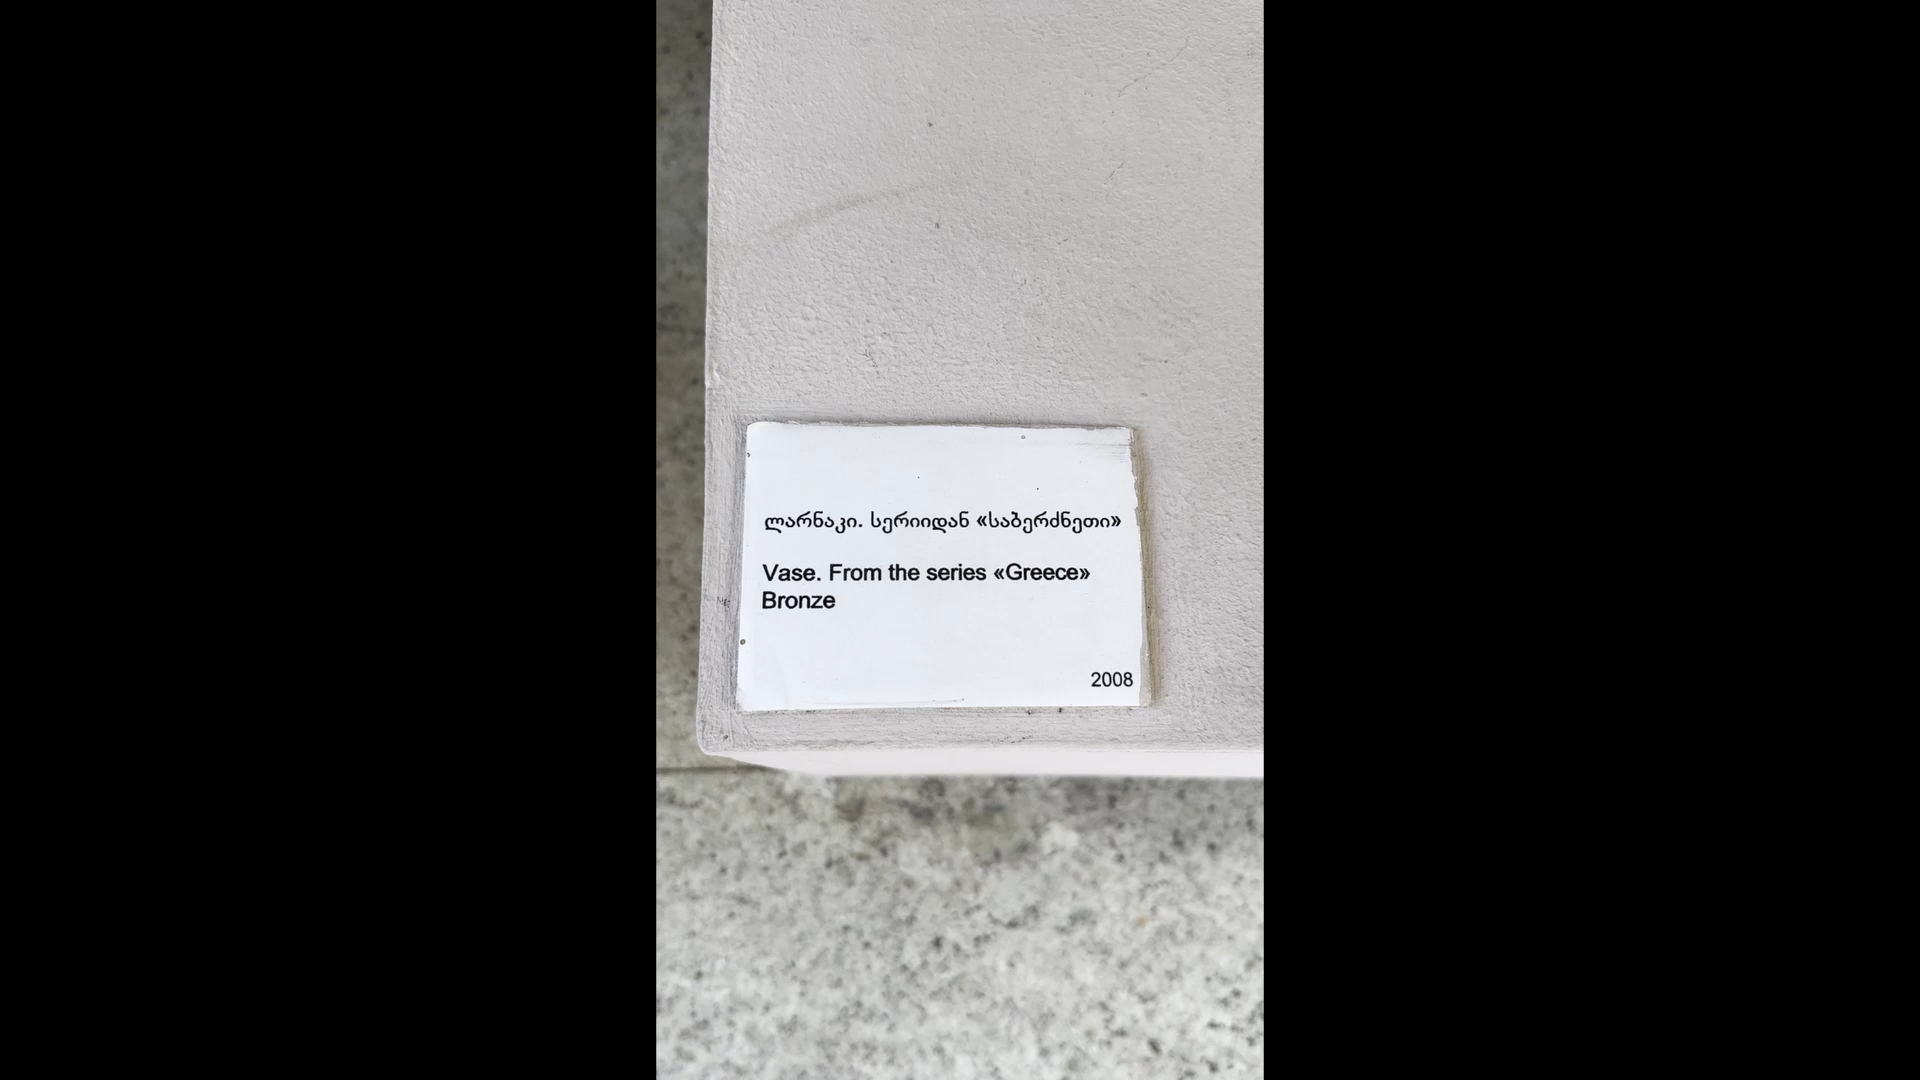 ლარნაკი. სერიიდან «საბერძნეთი»
Vase. From the series «Greece»
Bronze
2008